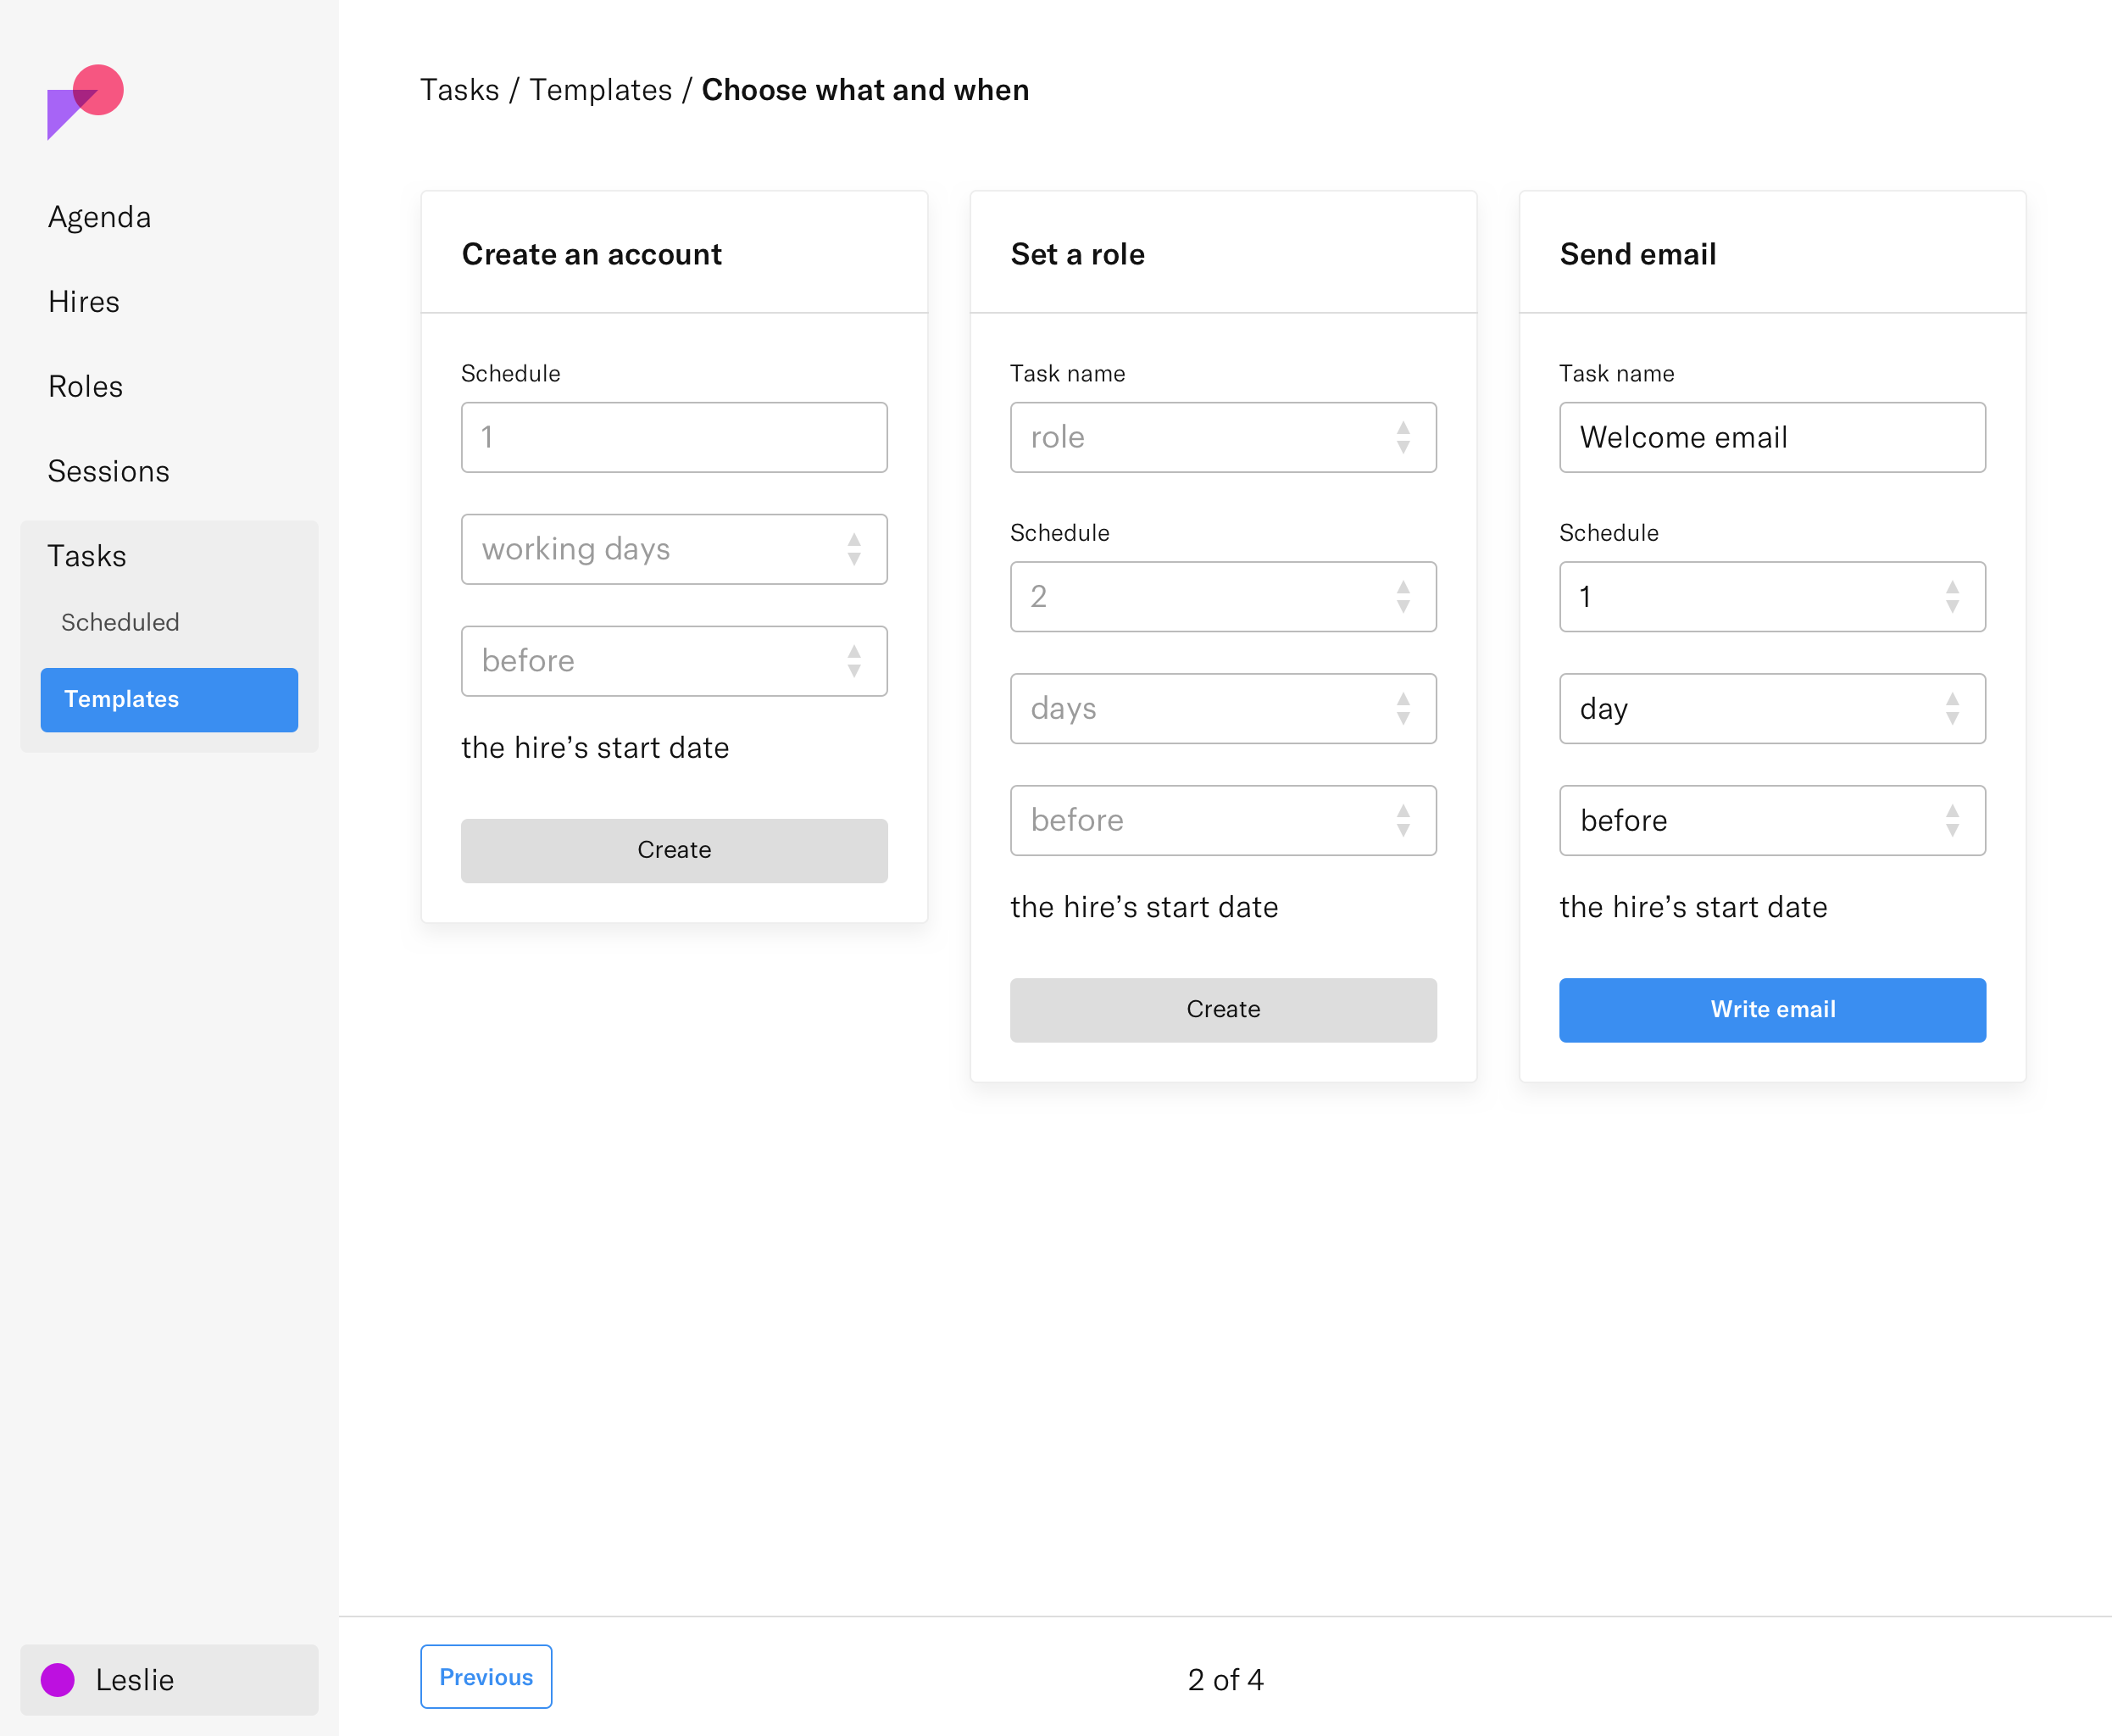 Agenda
Hires
Roles
Sessions
Tasks
Scheduled
Templates
Leslie
Tasks / Templates / Choose what and when
Create an account
Schedule
1
working days
before
the hire’s start date
Create
Set a role
Task name
role
Schedule
2
days
before
the hire’s start date
Create
Send email
Task name
Welcome email
Schedule
1
day
before
the hire’s start date
Write email
Previous
2 of 4